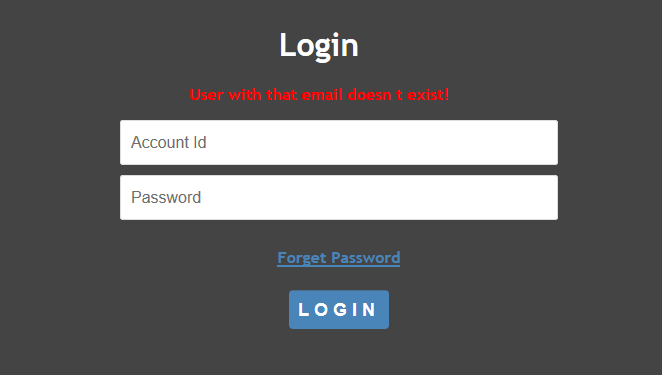 Login
User with that email doesn t exist!
Account Id
Password
Forget Password
LOGIN